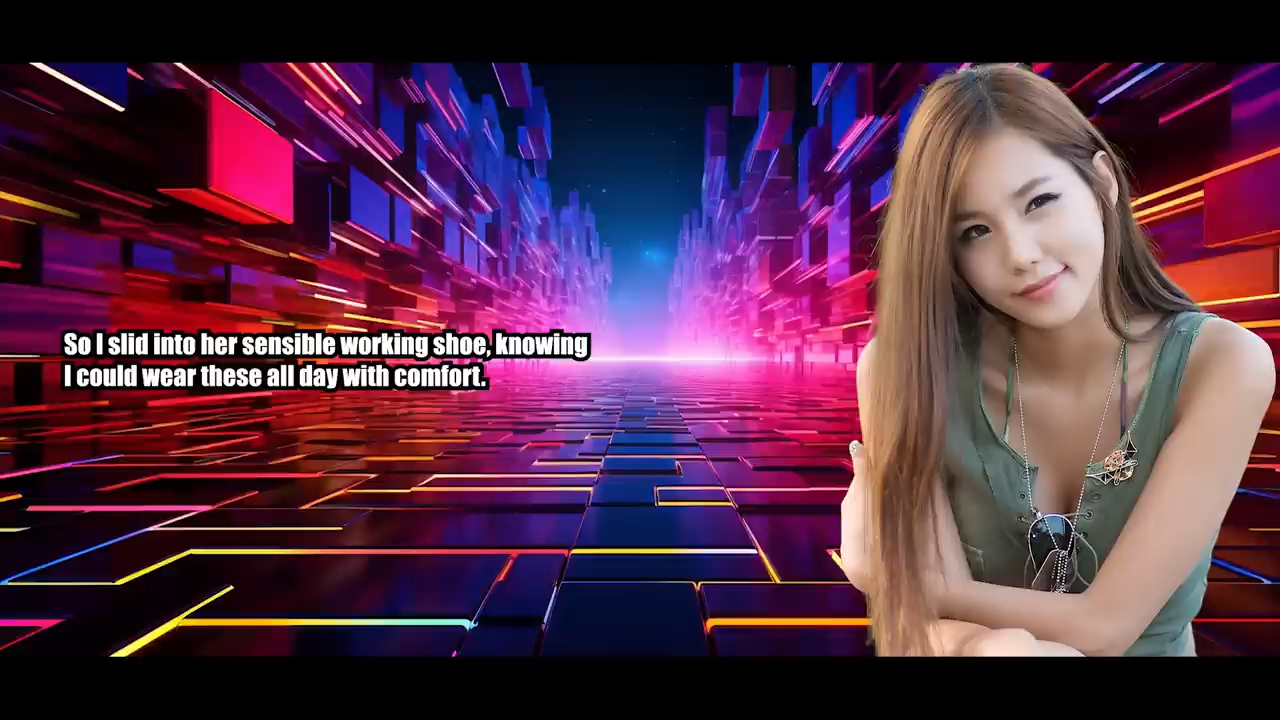 So I slid into her sensible working shoe, knowing
I could wear these all day with comfort.